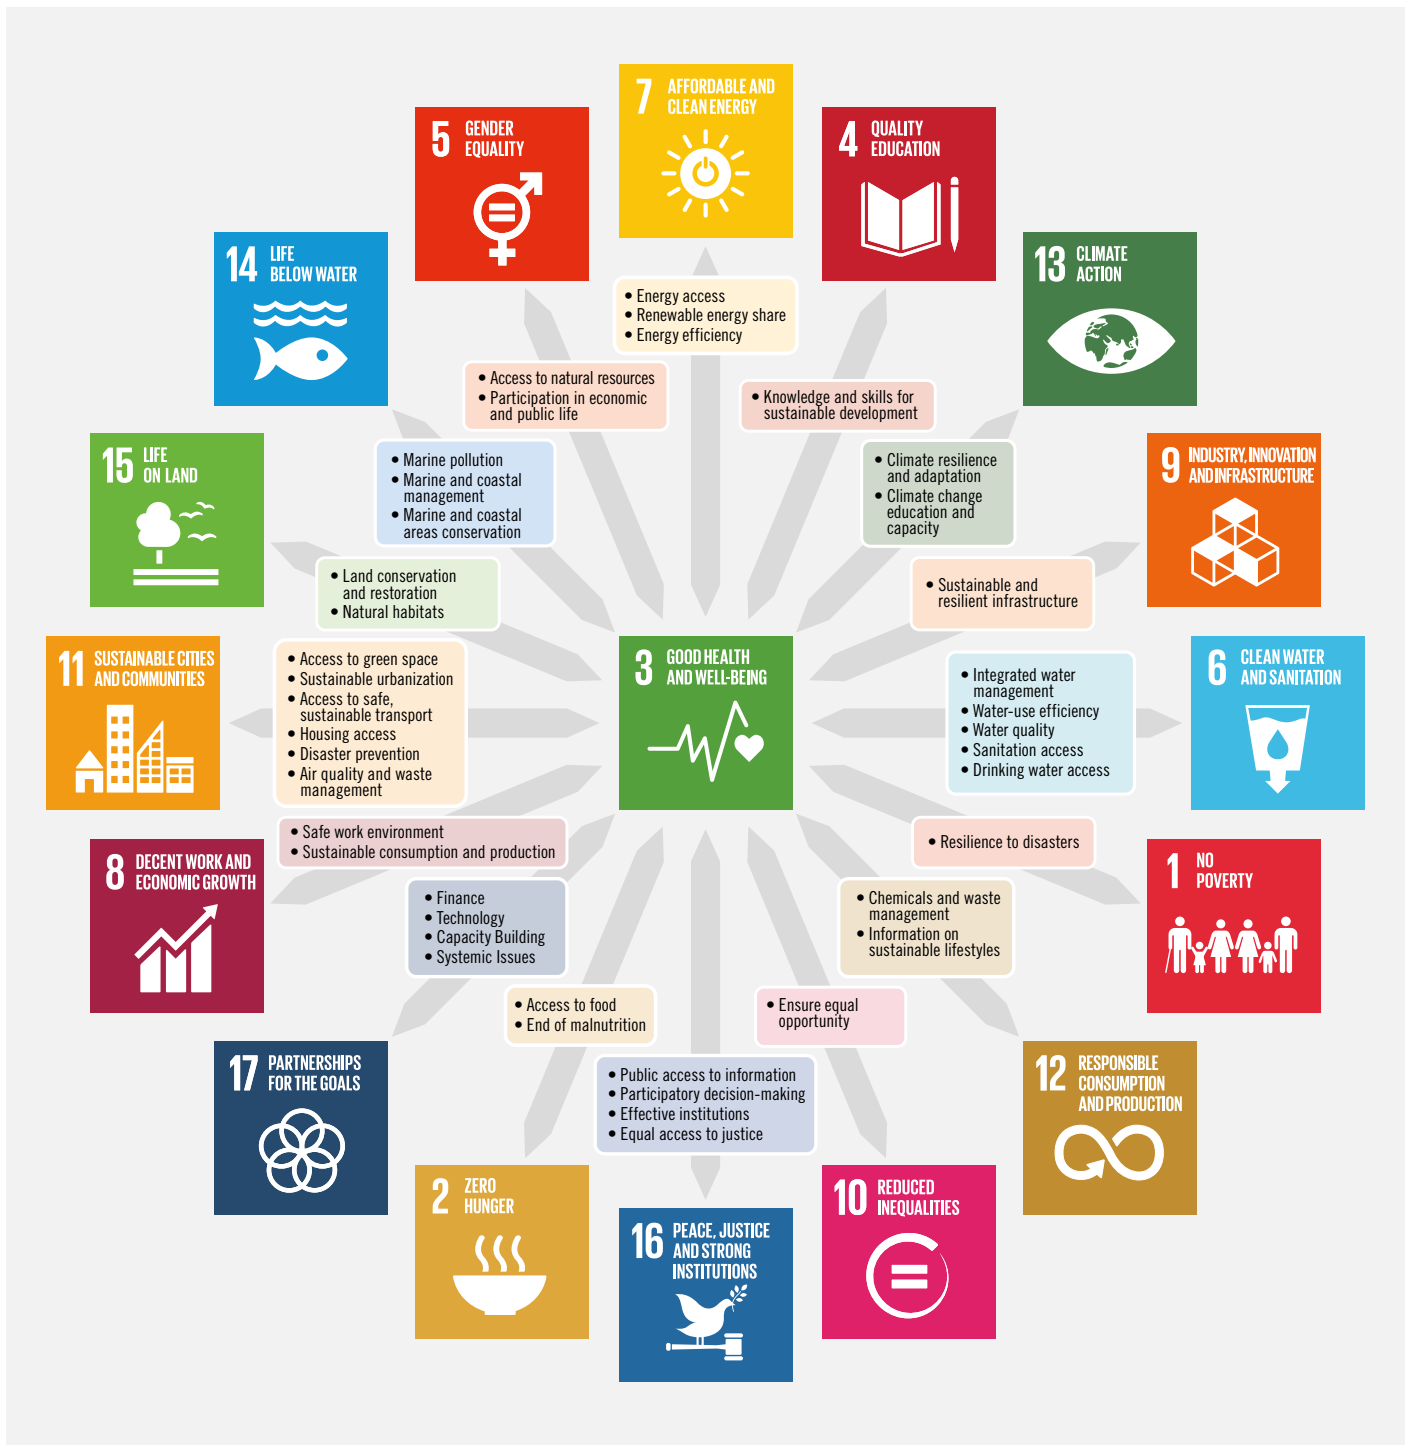 7 AFFORDABLE AND
CLEAN ENERGY
5 GENDER
EQUALITY
4 QUALITY
EDUCATION
14 LIFE
BELOW WATER
13 CLIMATE
ACTION
• Energy access
• Renewable energy share
• Energy efficiency
• Access to natural resources
• Participation in economic
and public life
• Knowledge and skills for
sustainable development
15 LIFE
ON LAND
• Marine pollution
• Marine and coastal
management
• Marine and coastal
areas conservation
• Climate resilience
and adaptation
• Climate change
education and
capacity
9 INDUSTRY, INNOVATION
AND INFRASTRUCTURE
• Land conservation
and restoration
• Natural habitats
• Sustainable and
resilient infrastructure
11 SUSTAINABLE CITIES
AND COMMUNITIES
• Access to green space
• Sustainable urbanization
• Access to safe,
sustainable transport
• Housing access
• Disaster prevention
• Air quality and waste
management
3 GOOD HEALTH
AND WELL-BEING
• Integrated water
management
• Water-use efficiency
• Water quality
• Sanitation access
• Drinking water access
6 CLEAN WATER
AND SANITATION
8 DECENT WORK AND
ECONOMIC GROWTH
• Safe work environment
• Sustainable consumption and production
• Resilience to disasters
1 NO
POVERTY
• Finance
• Technology
• Capacity Building
• Systemic Issues
• Chemicals and waste
management
• Information on
sustainable lifestyles
• Access to food
• End of malnutrition
• Ensure equal
opportunity
17 PARTNERSHIPS
FOR THE GOALS
• Public access to information
• Participatory decision-making
• Effective institutions
• Equal access to justice
12 RESPONSIBLE
CONSUMPTION
AND PRODUCTION
2 ZERO
HUNGER
16 PEACE, JUSTICE
AND STRONG
INSTITUTIONS
10 REDUCED
INEQUALITIES